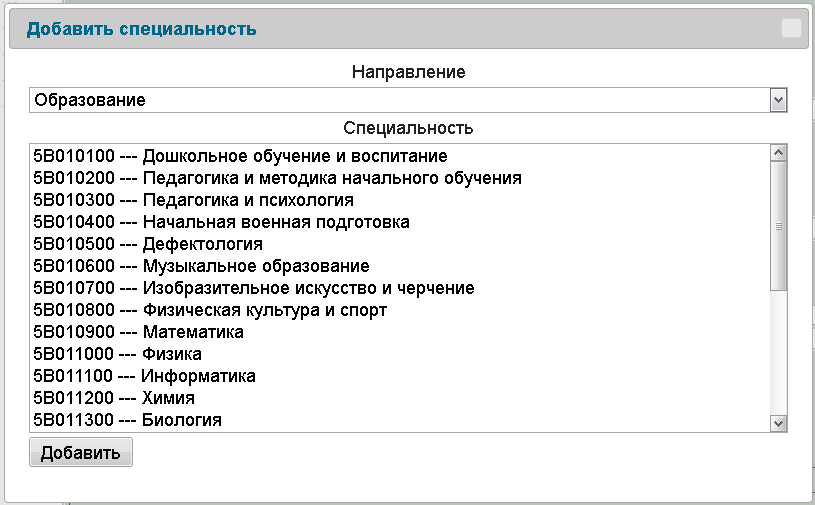 Добавить специальность
Направление
Образование
Специальность
5B010100 --- Дошкольное обучение и воспитание
5B010200 --- Педагогика и методика начального обучения
5B010300 --- Педагогика и психология
5B010400 --- Начальная военная подготовка
5B010500 --- Дефектология
5B010600 --- Музыкальное образование
5B010700 --- Изобразительное искусство и черчение
5B010800 --- Физическая культура и спорт
5B010900 --- Математика
5B011000 --- Физика
5B011100 --- Информатика
5B011200 --- Химия
5B011300 --- Биология
Добавить